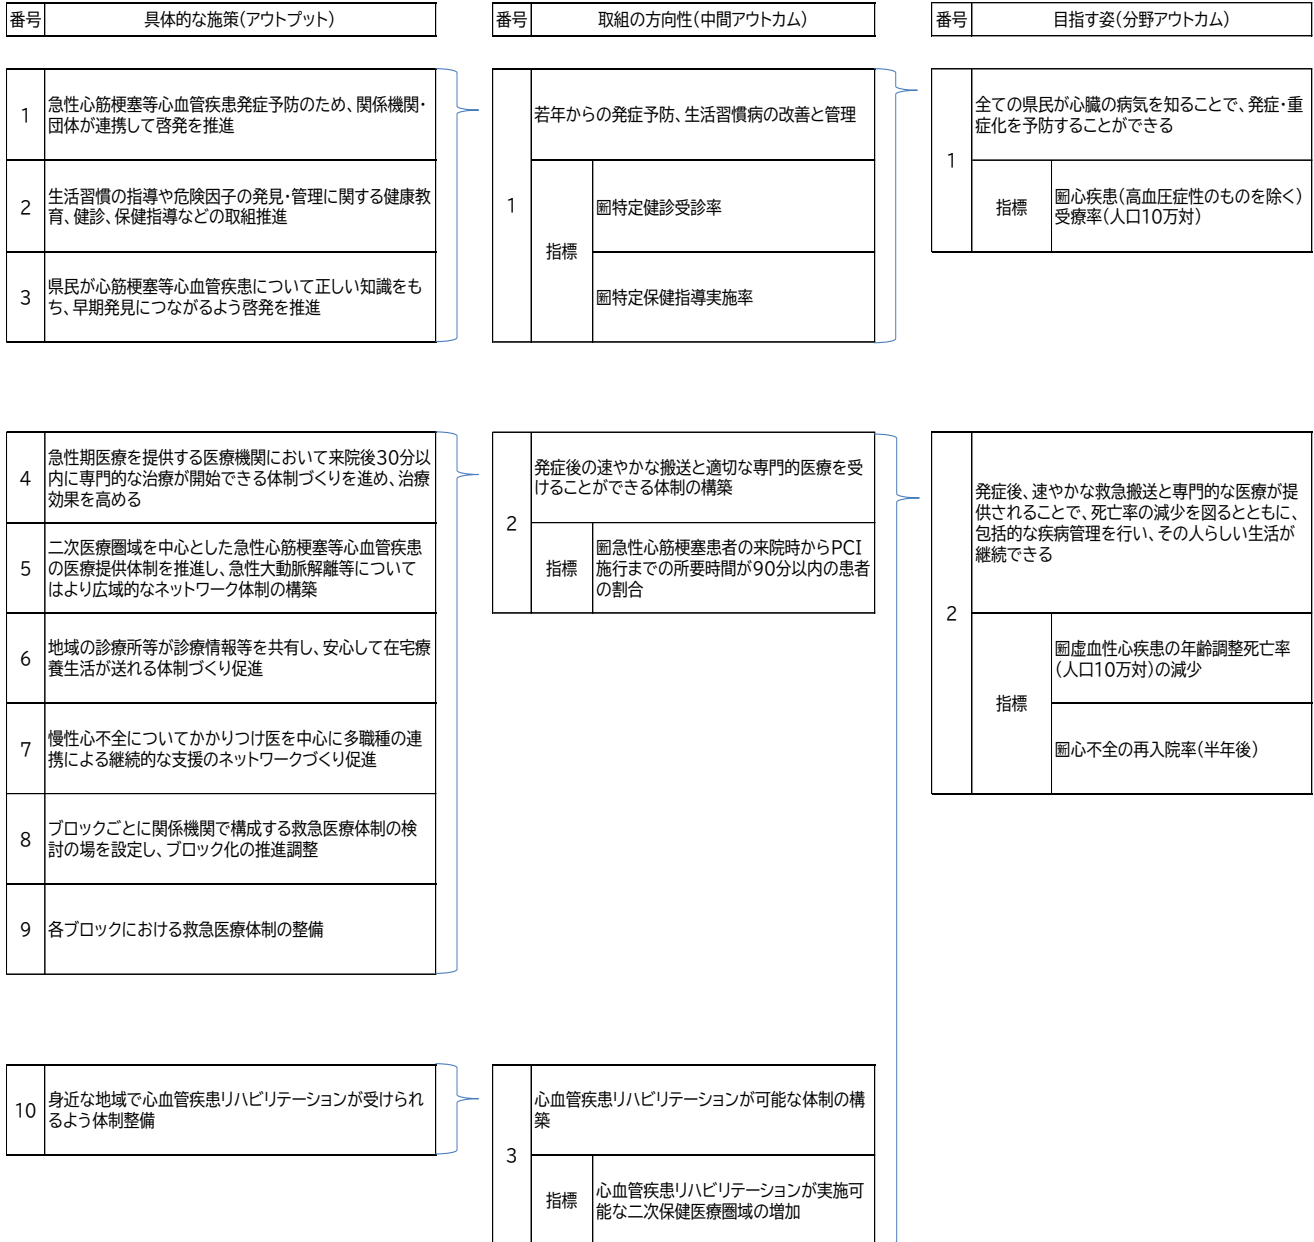 番号
具体的な施策(アウトプット)
番号
取組の方向性(中間アウトカム)
番号
目指す姿(分野アウトカム)
1
急性心筋梗塞等心血管疾患発症予防のため、関係機関・
団体が連携して啓発を推進
2
生活習慣の指導や危険因子の発見・管理に関する健康教
育、健診、保健指導などの取組推進
3
県民が心筋梗塞等心血管疾患について正しい知識をも
ち、早期発見につながるよう啓発を推進
1
若年からの発症予防、生活習慣病の改善と管理
指標
圏特定健診受診率
圏特定保健指導実施率
1
全ての県民が心臓の病気を知ることで、発症・重
症化を予防することができる
指標
圏心疾患(高血圧症性のものを除く)
受療率(人口10万対)
4
急性期医療を提供する医療機関において来院後30分以
内に専門的な治療が開始できる体制づくりを進め、治療
効果を高める
5
二次医療圏域を中心とした急性心筋梗塞等心血管疾患
の医療提供体制を推進し、急性大動脈解離等について
はより広域的なネットワーク体制の構築
6
地域の診療所等が診療情報等を共有し、安心して在宅療
養生活が送れる体制づくり促進
7
慢性心不全についてかかりつけ医を中心に多職種の連
携による継続的な支援のネットワークづくり促進
8
ブロックごとに関係機関で構成する救急医療体制の検
討の場を設定し、ブロック化の推進調整
9
各ブロックにおける救急医療体制の整備
2
発症後の速やかな搬送と適切な専門的医療を受
けることができる体制の構築
指標
圏急性心筋梗塞患者の来院時からPCI
施行までの所要時間が90分以内の患者
の割合
2
発症後、速やかな救急搬送と専門的な医療が提
供されることで、死亡率の減少を図るとともに、
包括的な疾病管理を行い、その人らしい生活が
継続できる
指標
圏虚血性心疾患の年齢調整死亡率
(人口10万対)の減少
圏心不全の再入院率(半年後)
10
身近な地域で心血管疾患リハビリテーションが受けられ
るよう体制整備
3
心血管疾患リハビリテーションが可能な体制の構
築
指標
心血管疾患リハビリテーションが実施可
能な二次保健医療圏域の増加